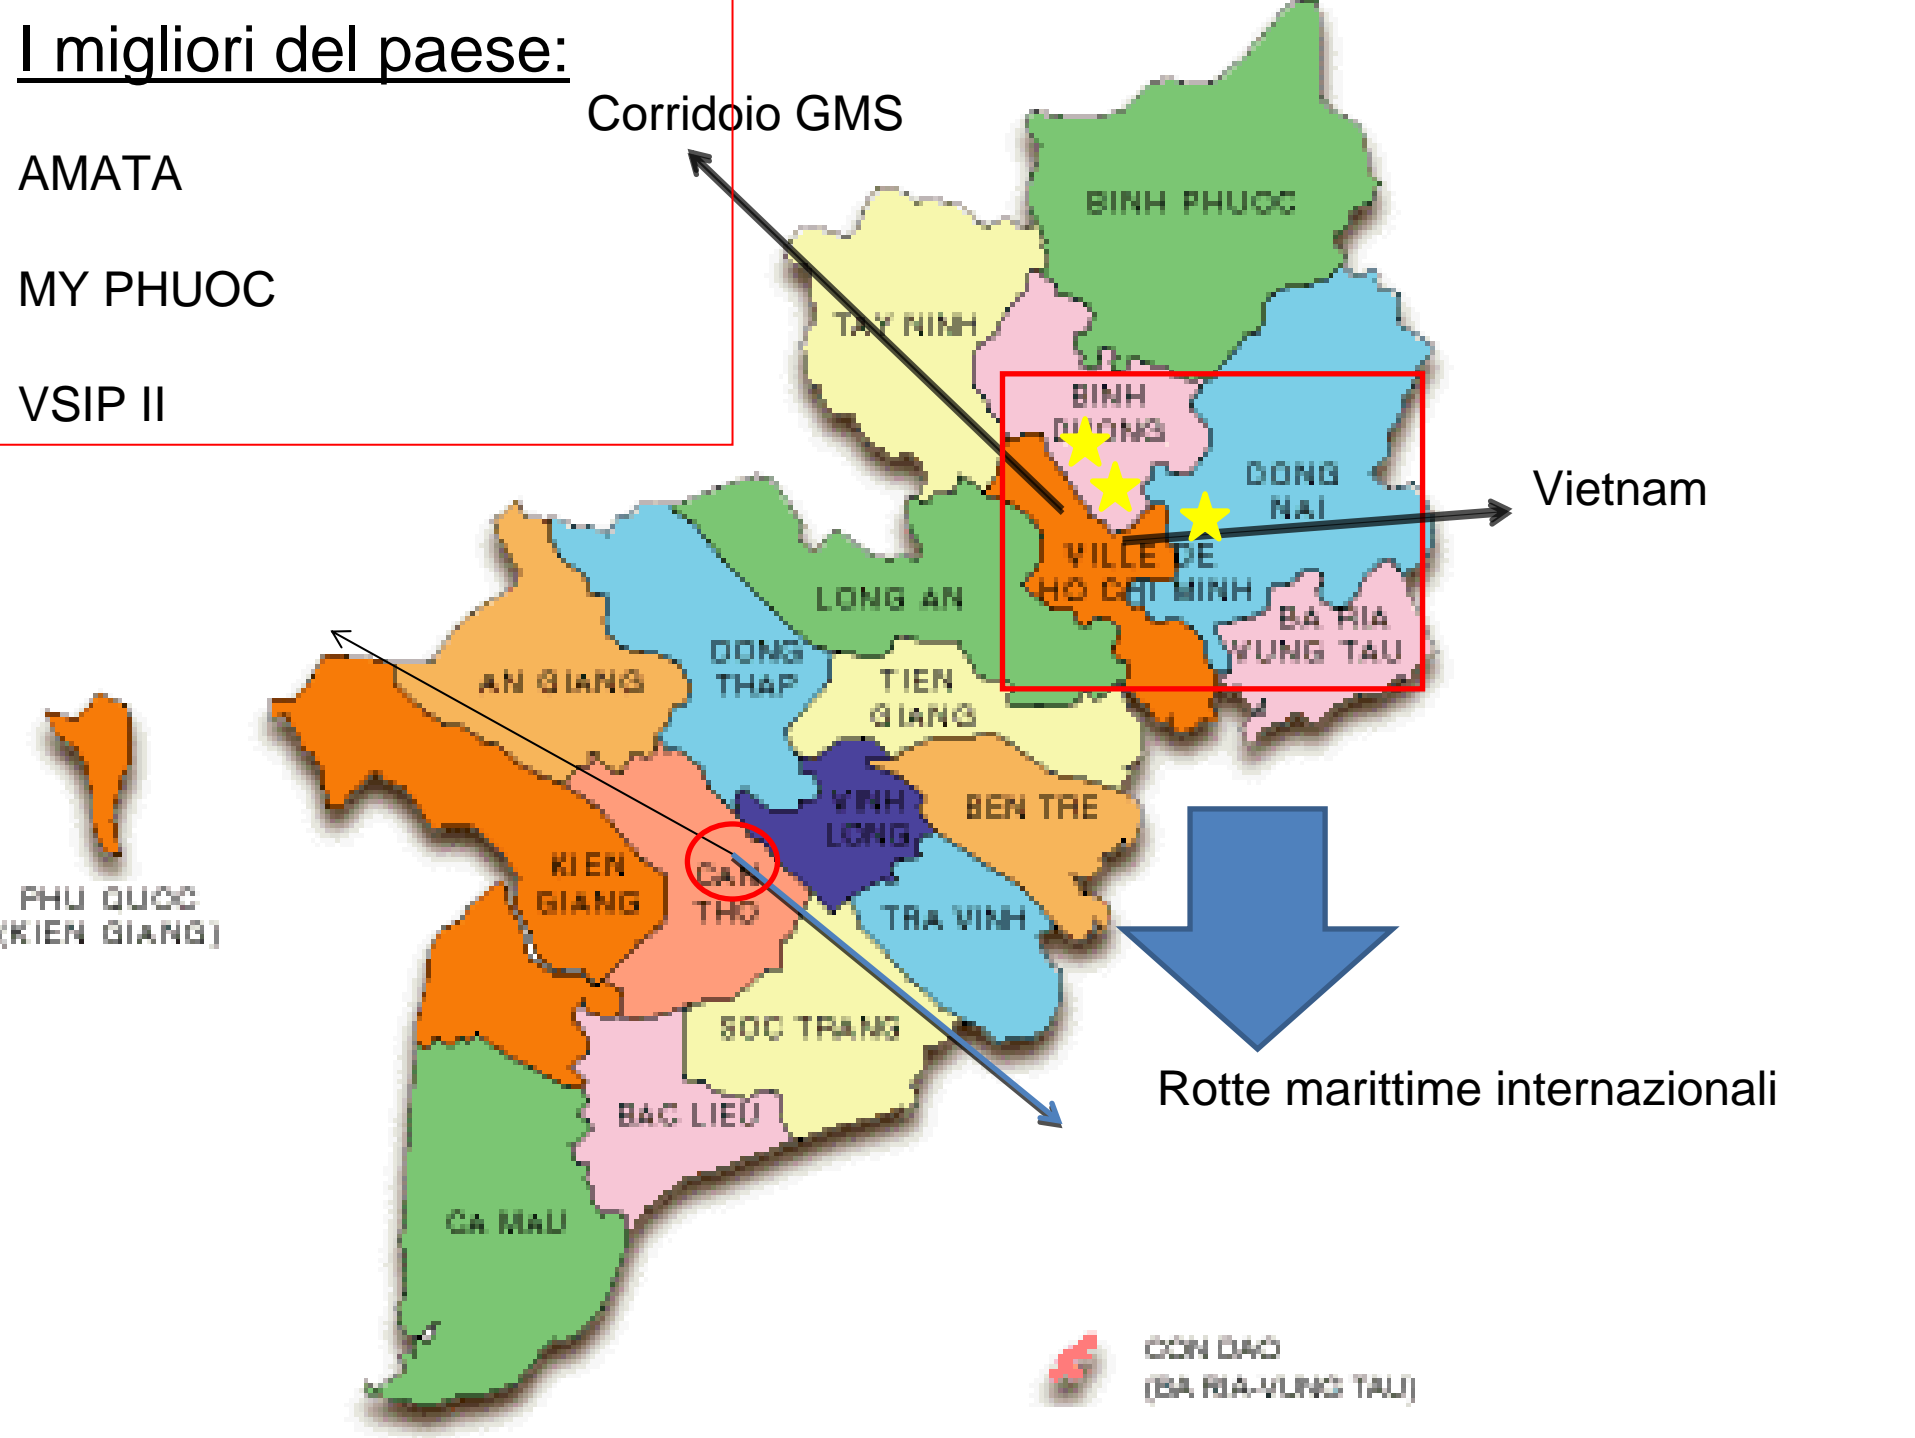 I migliori del paese:
AMATA
MY PHUOC
VSIP II
Corridoio GMS
BINH PHUOC
TAY NINH
BINH
DUONG
DONG
NAI
Vietnam
VILLE DE
HO CHI MINH
BA RIA
VUNG TAU
LONG AN
DONG
THAP
TIEN
GIANG
AN GIANG
VINH
LONG
BEN TRE
KIEN
GIANG
CAN
THO
TRA VINH
PHU QUOC
(KIEN GIANG)
SOC TRANG
BAC LIEU
Rotte marittime internazionali
CA MAU
CON DAO
(BA RIA-VUNG TAU)